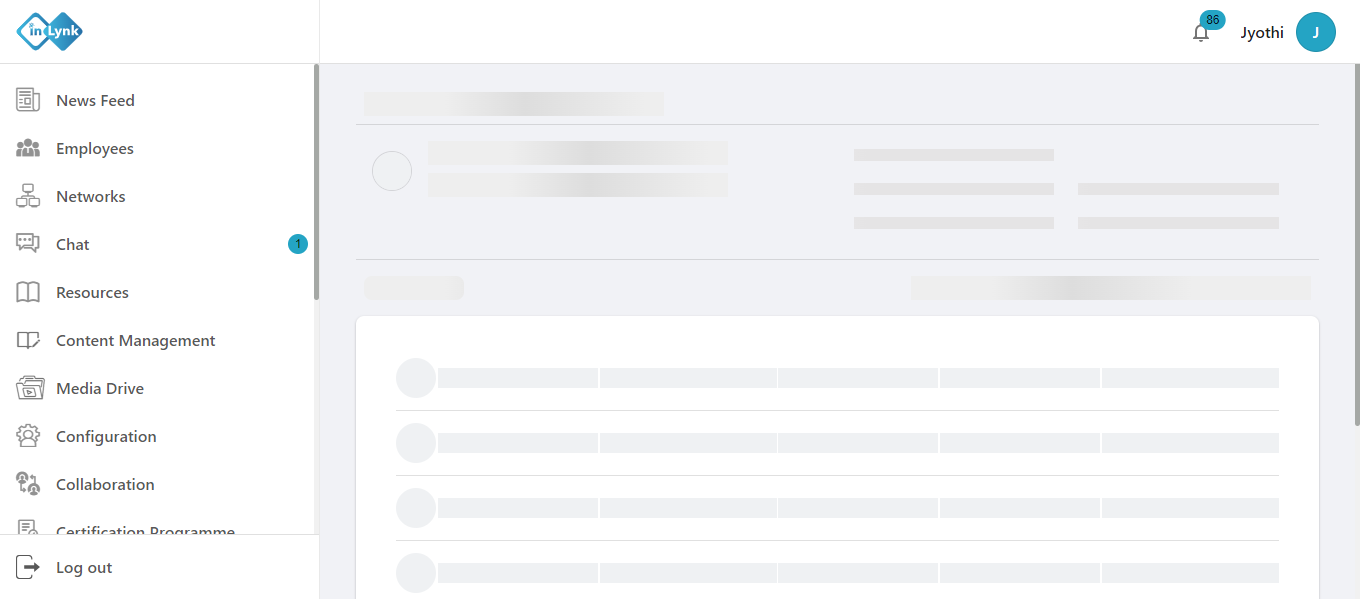 inLynk
86
Jyothi
J
News Feed
Employees
Networks
Chat
1
Resources
Content Management
Media Drive
Configuration
Collaboration
Certification Programme
Log out